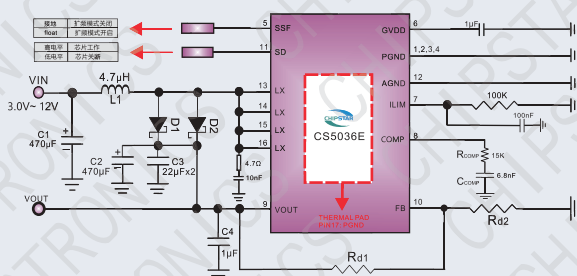 接地 扩频模式关闭
float 扩频模式开启
高电平 芯片工作
低电平 芯片关断
5 SSF
11 SD
VIN
3.0V~ 12V
4.7μH
L1
C1
470μF
D1
D2
C2
470μF
C3
22μFx2
13 LX
14 LX
15 LX
16 LX
4.7Ω
10nF
VOUT
9 VOUT
C4
1μF
CHIPSTAR
CS5036E
THERMAL PAD
Pin17: PGND
GVDD 6
1μF
PGND 1,2,3,4
AGND 12
ILIM 7
100K
100nF
COMP 8
RCOMP 15K
CCOMP 6.8nF
FB 10
Rd2
Rd1